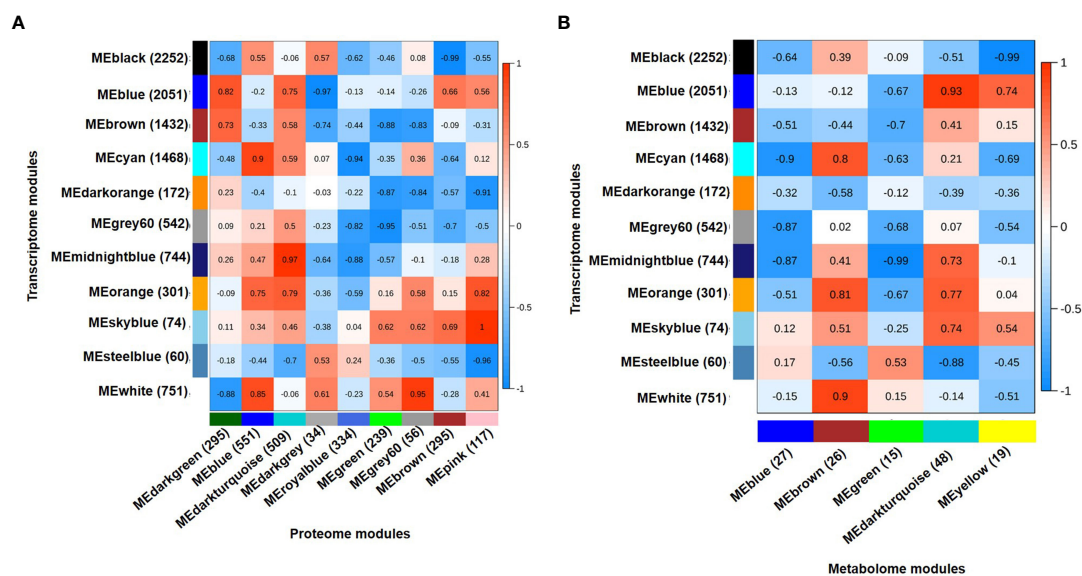 A
MEblack (2252) -0.68 0.55 -0.06 0.57 -0.62 -0.46 0.08 -0.99 -0.55
MEblue (2051) 0.82 -0.2 0.75 -0.97 -0.13 -0.14 -0.26 0.66 0.56
MEbrown (1432) 0.73 -0.33 0.58 -0.74 -0.44 -0.88 -0.83 -0.09 -0.31
MEcyan (1468) -0.48 0.9 0.59 0.07 -0.94 -0.35 0.36 -0.64 0.12
MEdarkorange (172) 0.23 -0.4 -0.1 -0.03 -0.22 -0.87 -0.84 -0.57 -0.91
MEgrey60 (542) 0.09 0.21 0.5 -0.23 -0.82 -0.95 -0.51 -0.7 -0.5
MEmidnightblue (744) 0.26 0.47 0.97 -0.64 -0.88 -0.57 -0.1 -0.18 0.28
MEorange (301) -0.09 0.75 0.79 -0.36 -0.59 0.16 0.58 0.15 0.82
MEskyblue (74) 0.11 0.34 0.46 -0.38 0.04 0.62 0.62 0.69 1
MEsteelblue (60) -0.18 -0.44 -0.7 0.53 0.24 -0.36 -0.5 -0.55 -0.96
MEwhite (751) -0.88 0.85 -0.06 0.61 -0.23 0.54 0.95 -0.28 0.41
Transcriptome modules
1
0.5
0
-0.5
-1
MEdarkgreen (295)
MEblue (551)
MEdarkturquoise (509)
MEdarkgrey (34)
MEroyalblue (334)
MEgreen (239)
MEgrey60 (56)
MEbrown (295)
MEpink (117)
Proteome modules
B
MEblack (2252) -0.64 0.39 -0.09 -0.51 -0.99
MEblue (2051) -0.13 -0.12 -0.67 0.93 0.74
MEbrown (1432) -0.51 -0.44 -0.7 0.41 0.15
MEcyan (1468) -0.9 0.8 -0.63 0.21 -0.69
MEdarkorange (172) -0.32 -0.58 -0.12 -0.39 -0.36
MEgrey60 (542) -0.87 0.02 -0.68 0.07 -0.54
MEmidnightblue (744) -0.87 0.41 -0.99 0.73 -0.1
MEorange (301) -0.51 0.81 -0.67 0.77 0.04
MEskyblue (74) 0.12 0.51 -0.25 0.74 0.54
MEsteelblue (60) 0.17 -0.56 0.53 -0.88 -0.45
MEwhite (751) -0.15 0.9 0.15 -0.14 -0.51
Transcriptome modules
1
0.5
0
-0.5
-1
MEblue (27)
MEbrown (26)
MEgreen (15)
MEdarkturquoise (48)
MEyellow (19)
Metabolome modules